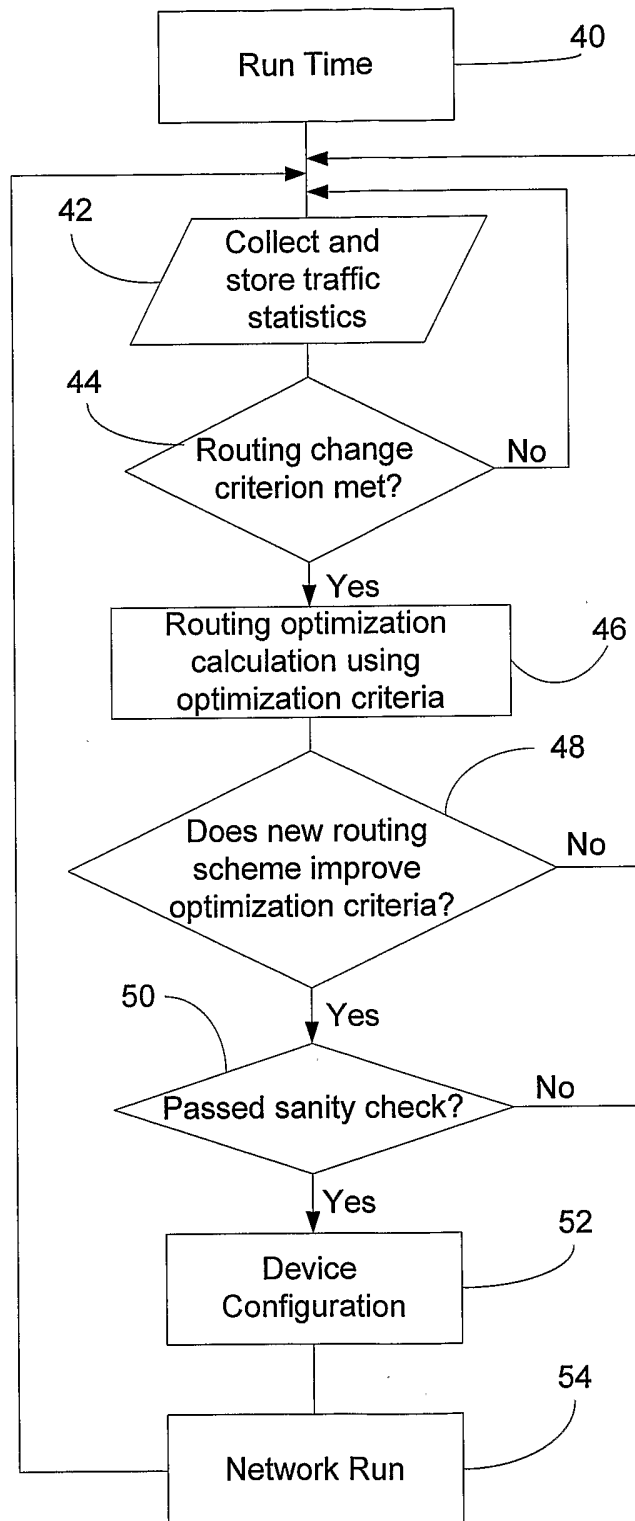 40
Run Time
42
Collect and
store traffic
statistics
44
Routing change
criterion met?
No
Yes
Routing optimization
calculation using
optimization criteria
46
48
Does new routing
scheme improve
optimization criteria?
No
Yes
50
Passed sanity check?
No
Yes
52
Device
Configuration
54
Network Run